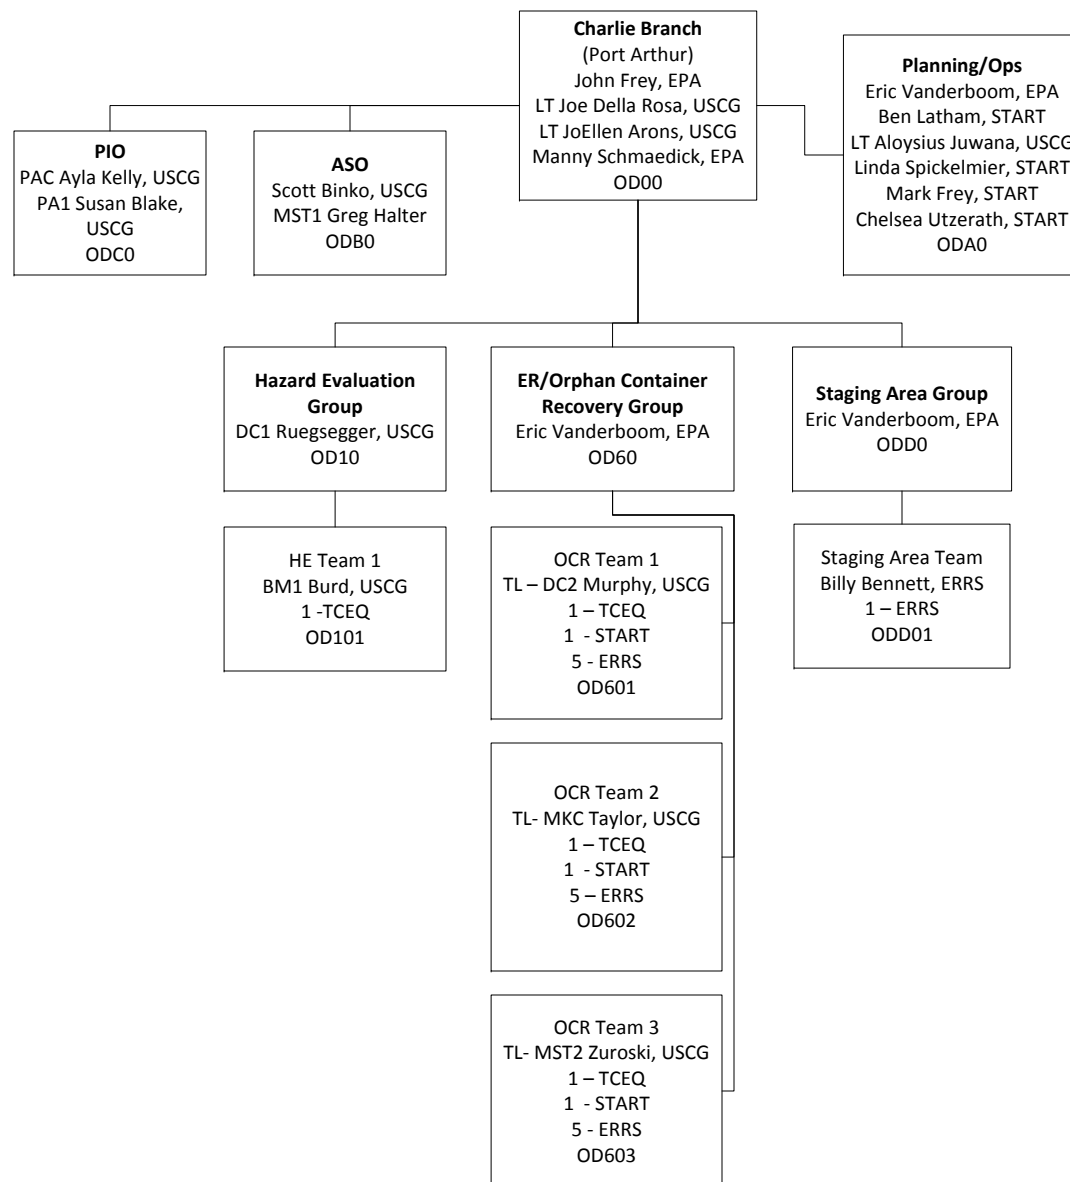 Charlie Branch
(Port Arthur)
John Frey, EPA
LT Joe Della Rosa, USCG
LT JoEllen Arons, USCG
Manny Schmaedick, EPA
OD00
Planning/Ops
Eric Vanderboom, EPA
Ben Latham, START
LT Aloysius Juwana, USCG
Linda Spickelmier, START
Mark Frey, START
Chelsea Utzerath, START
ODA0
PIO
PAC Ayla Kelly, USCG
PA1 Susan Blake,
USCG
ODC0
ASO
Scott Binko, USCG
MST1 Greg Halter
ODB0
Hazard Evaluation
Group
DC1 Ruegsegger, USCG
OD10
ER/Orphan Container
Recovery Group
Eric Vanderboom, EPA
OD60
Staging Area Group
Eric Vanderboom, EPA
ODD0
HE Team 1
BM1 Burd, USCG
1 -TCEQ
OD101
OCR Team 1
TL – DC2 Murphy, USCG
1 – TCEQ
1  - START
5 - ERRS
OD601
Staging Area Team
Billy Bennett, ERRS
1 – ERRS
ODD01
OCR Team 2
TL- MKC Taylor, USCG
1 – TCEQ
1  - START
5 – ERRS
OD602
OCR Team 3
TL- MST2 Zuroski, USCG
1 – TCEQ
1  - START
5 - ERRS
OD603